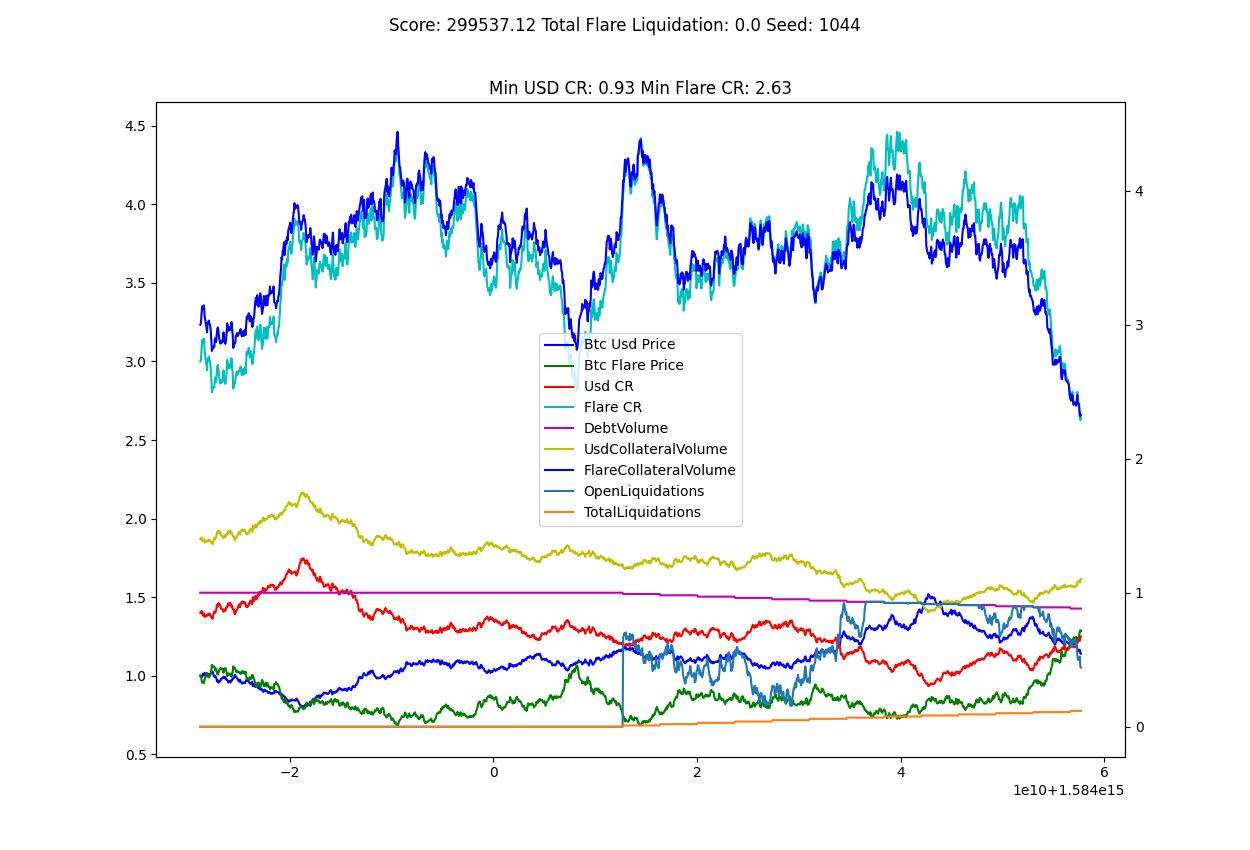 Score: 299537.12 Total Flare Liquidation: 0.0 Seed: 1044
Min USD CR: 0.93 Min Flare CR: 2.63
4.5
4.0
3.5
3.0
2.5
2.0
1.5
1.0
0.5
4
3
2
1
0
Btc Usd Price
Btc Flare Price
Usd CR
Flare CR
DebtVolume
UsdCollateralVolume
FlareCollateralVolume
OpenLiquidations
TotalLiquidations
−2 0 2 4 6
1e10+1.584e15